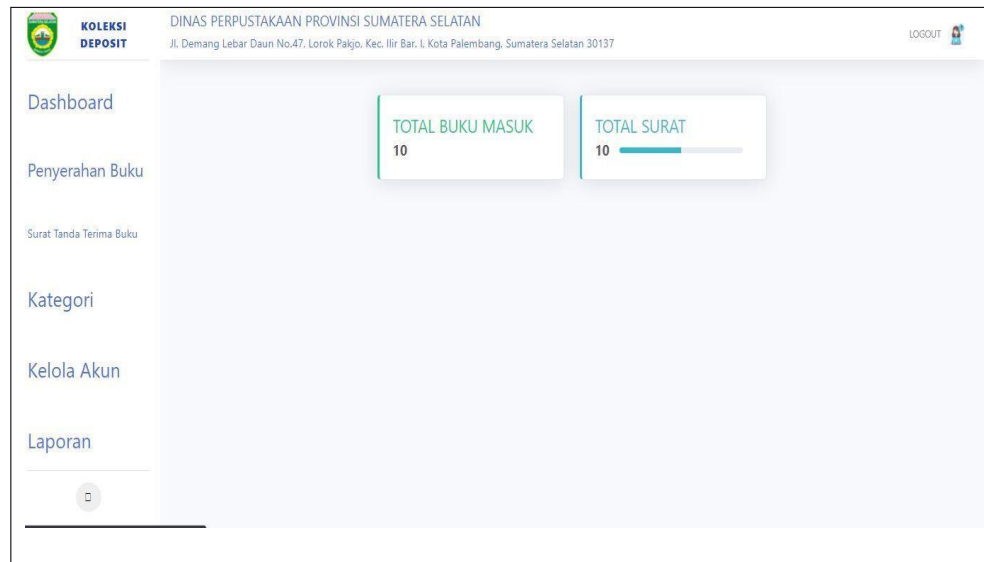 KOLEKSI
DEPOSIT
DINAS PERPUSTAKAAN PROVINSI SUMATERA SELATAN
Jl. Demang Lebar Daun No.47, Lorok Pakjo, Kec. Ilir Bar. I, Kota Palembang, Sumatera Selatan 30137
LOGOUT
Dashboard
Penyerahan Buku
Surat Tanda Terima Buku
Kategori
Kelola Akun
Laporan
TOTAL BUKU MASUK
10
TOTAL SURAT
10